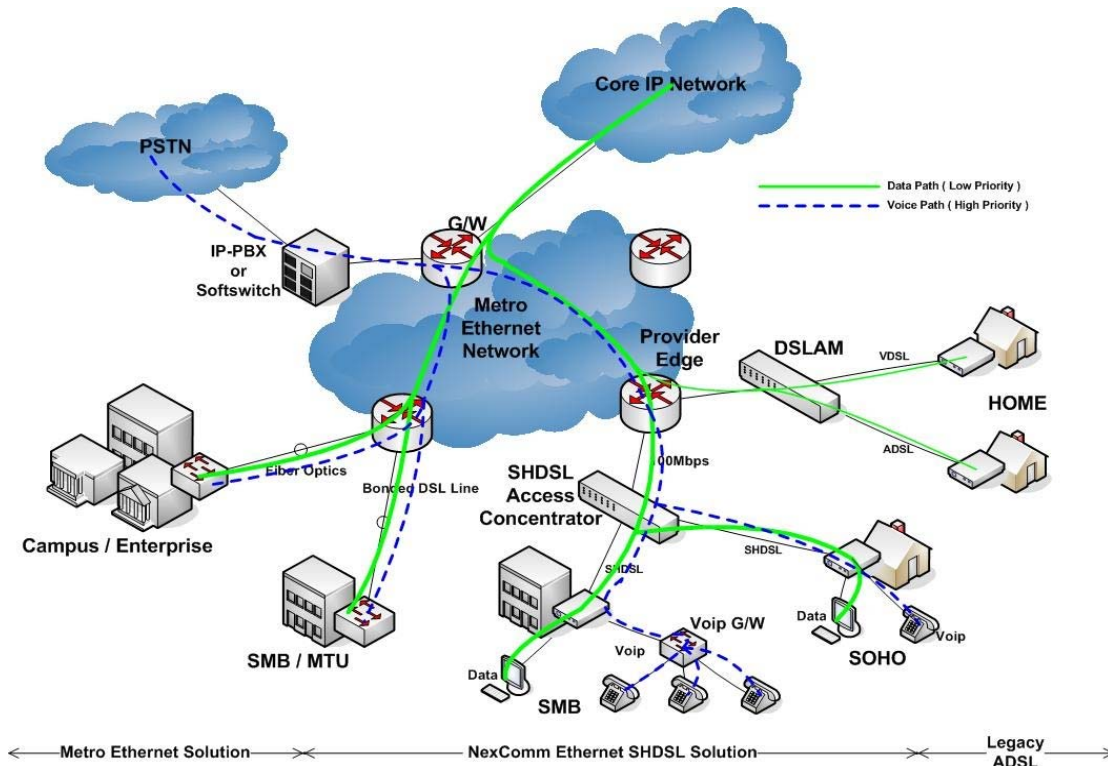 Core IP Network
PSTN
Data Path ( Low Priority )
Voice Path ( High Priority )
G/W
IP-PBX
or
Softswitch
Metro
Ethernet
Network
Provider
Edge
DSLAM
VDSL
HOME
ADSL
Fiber Optics
00Mbps
Bonded DSL Line
SHDSL
Access
Concentrator
Campus / Enterprise
SHDSL
SHDSL
Data
Voip
SOHO
Voip G/W
Voip
SMB / MTU
Data
SMB
Metro Ethernet Solution
NexComm Ethernet SHDSL Solution
Legacy
ADSL